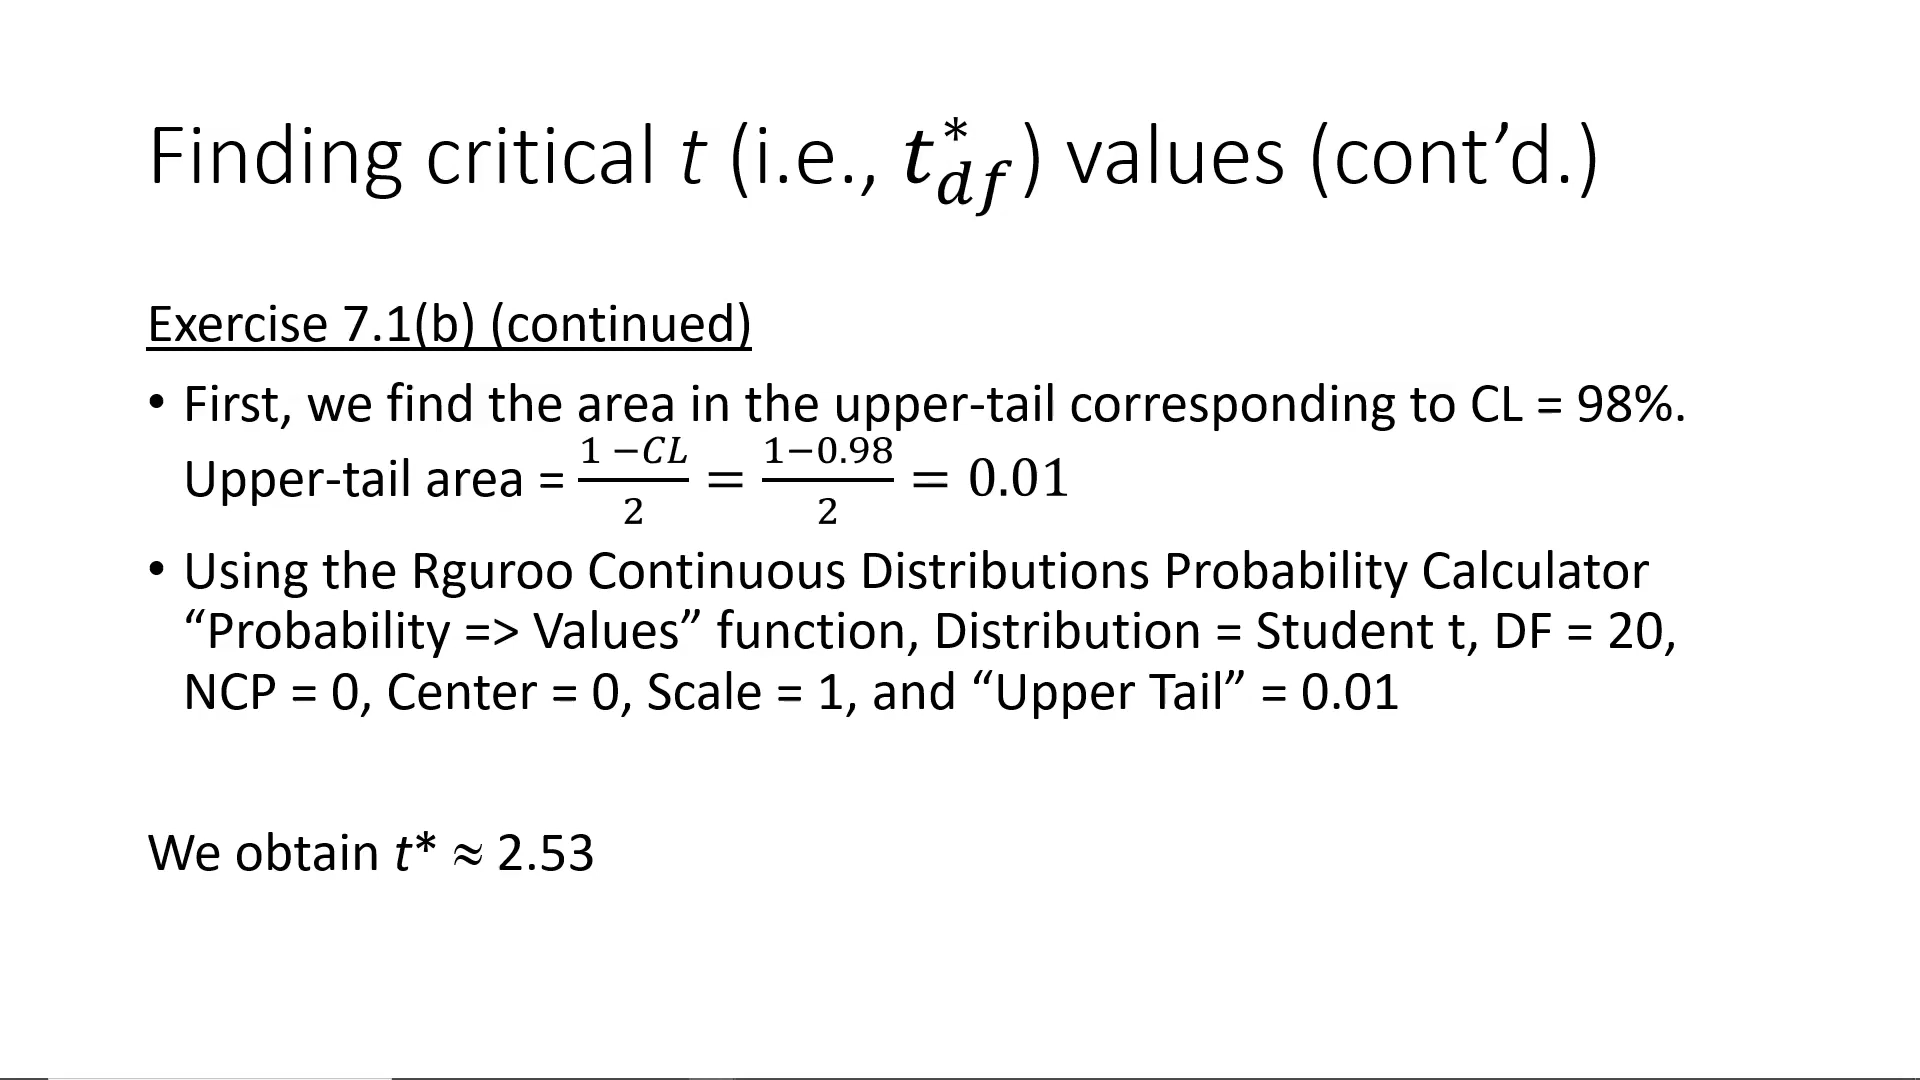 Finding critical t (i.e., t*df) values (cont’d.)
Exercise 7.1(b) (continued)
• First, we find the area in the upper-tail corresponding to CL = 98%.
Upper-tail area = (1 −CL)/2 = (1−0.98)/2 = 0.01
• Using the Rguroo Continuous Distributions Probability Calculator
“Probability => Values” function, Distribution = Student t, DF = 20,
NCP = 0, Center = 0, Scale = 1, and “Upper Tail” = 0.01
We obtain t* ≈ 2.53